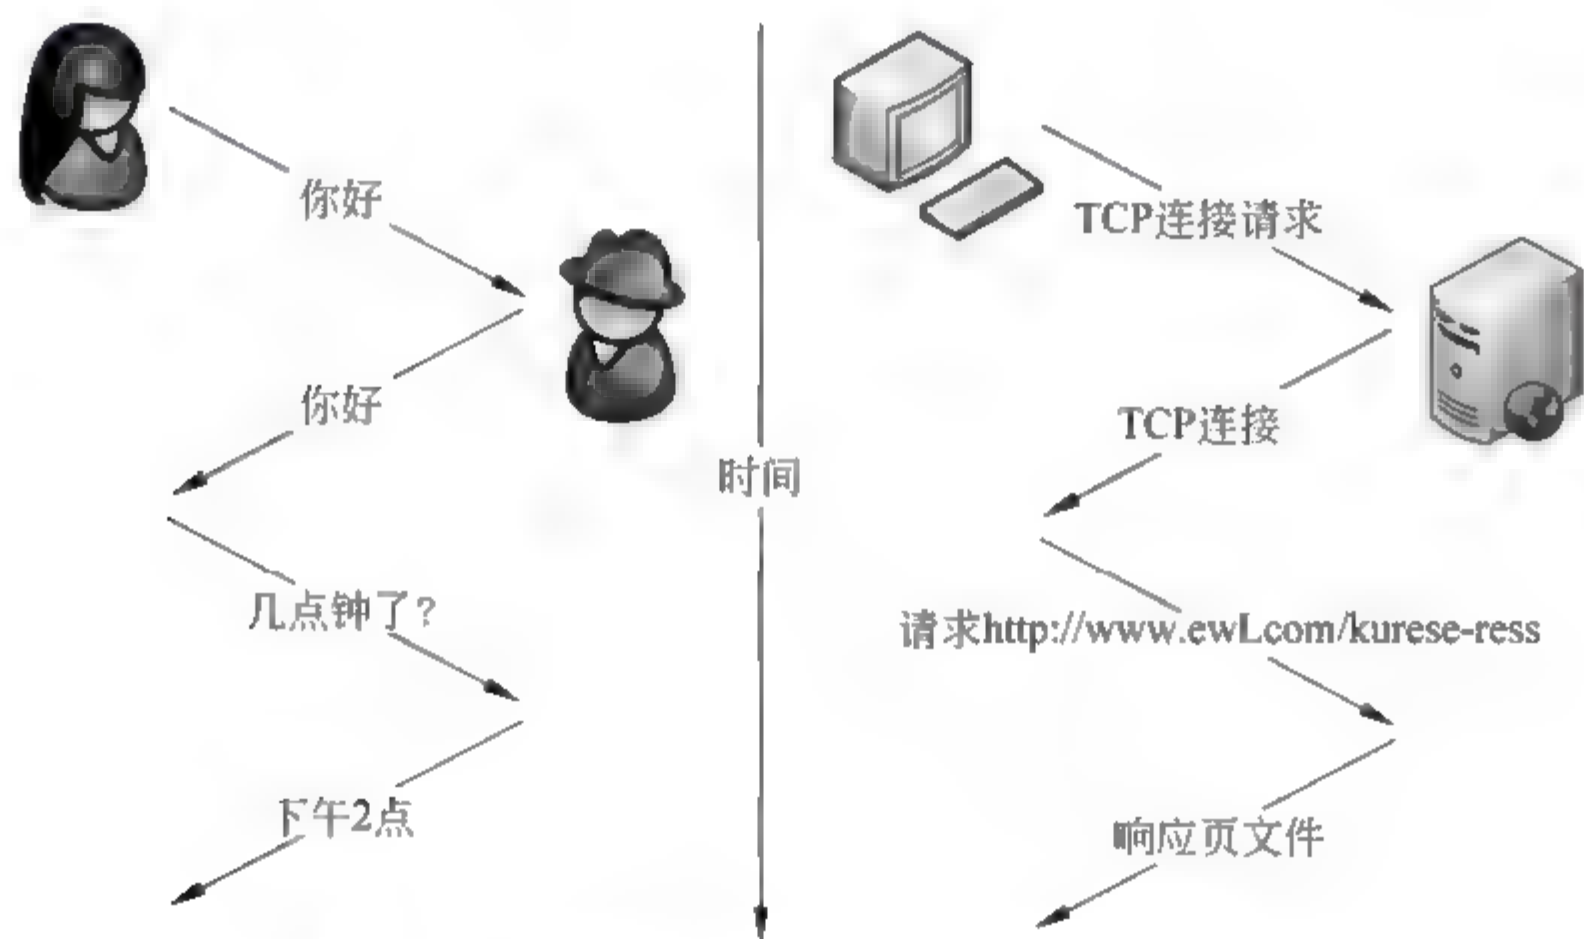 你好
你好
几点钟了?
下午2点
时间
TCP连接请求
TCP连接
请求http://www.ewl.com/kurese-ress
响应页文件